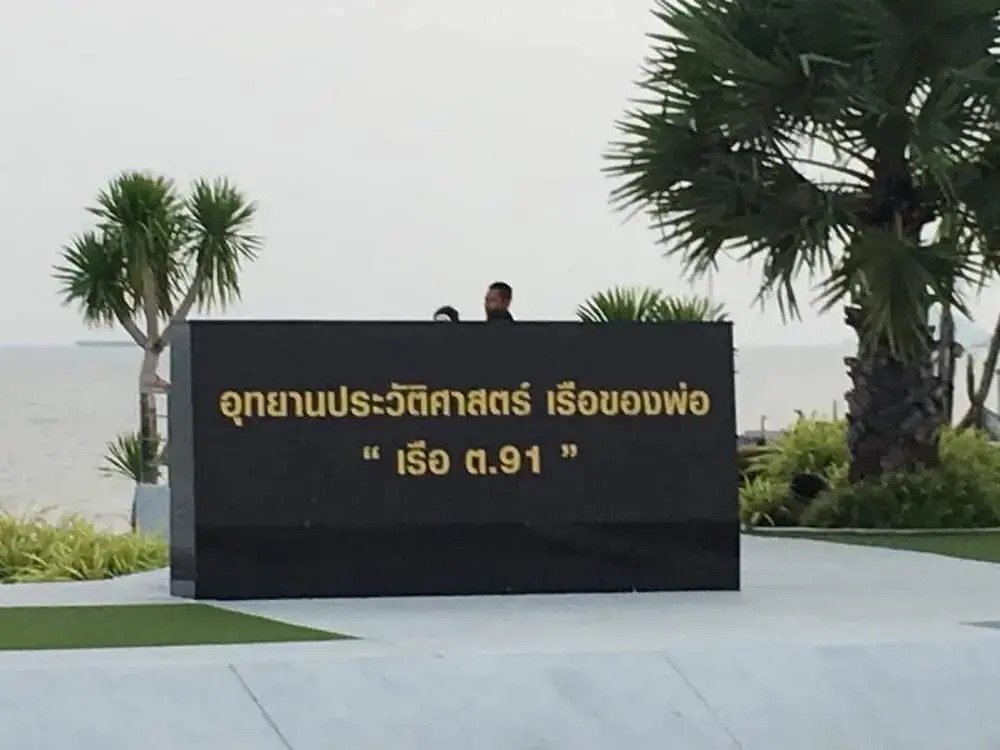 อุทยานประวัติศาสตร์ เรือของพ่อ
“ เรือ ต.91 ”